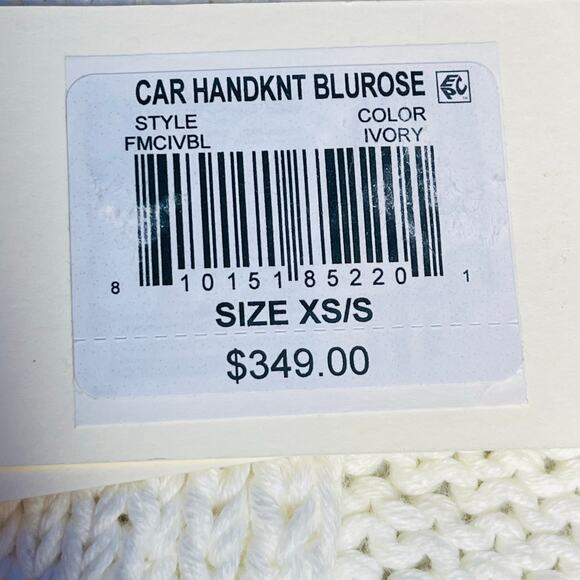 CAR HANDKNT BLUROSE
STYLE COLOR
FMCIVBL IVORY
8 10151 85220 1
SIZE XS/S
$349.00